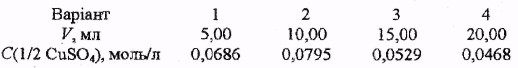 Варіант 1 2 3 4
V, мл 5,00 10,00 15,00 20,00
C(1/2 CuSO₄), моль/л 0,0686 0,0795 0,0529 0,0468